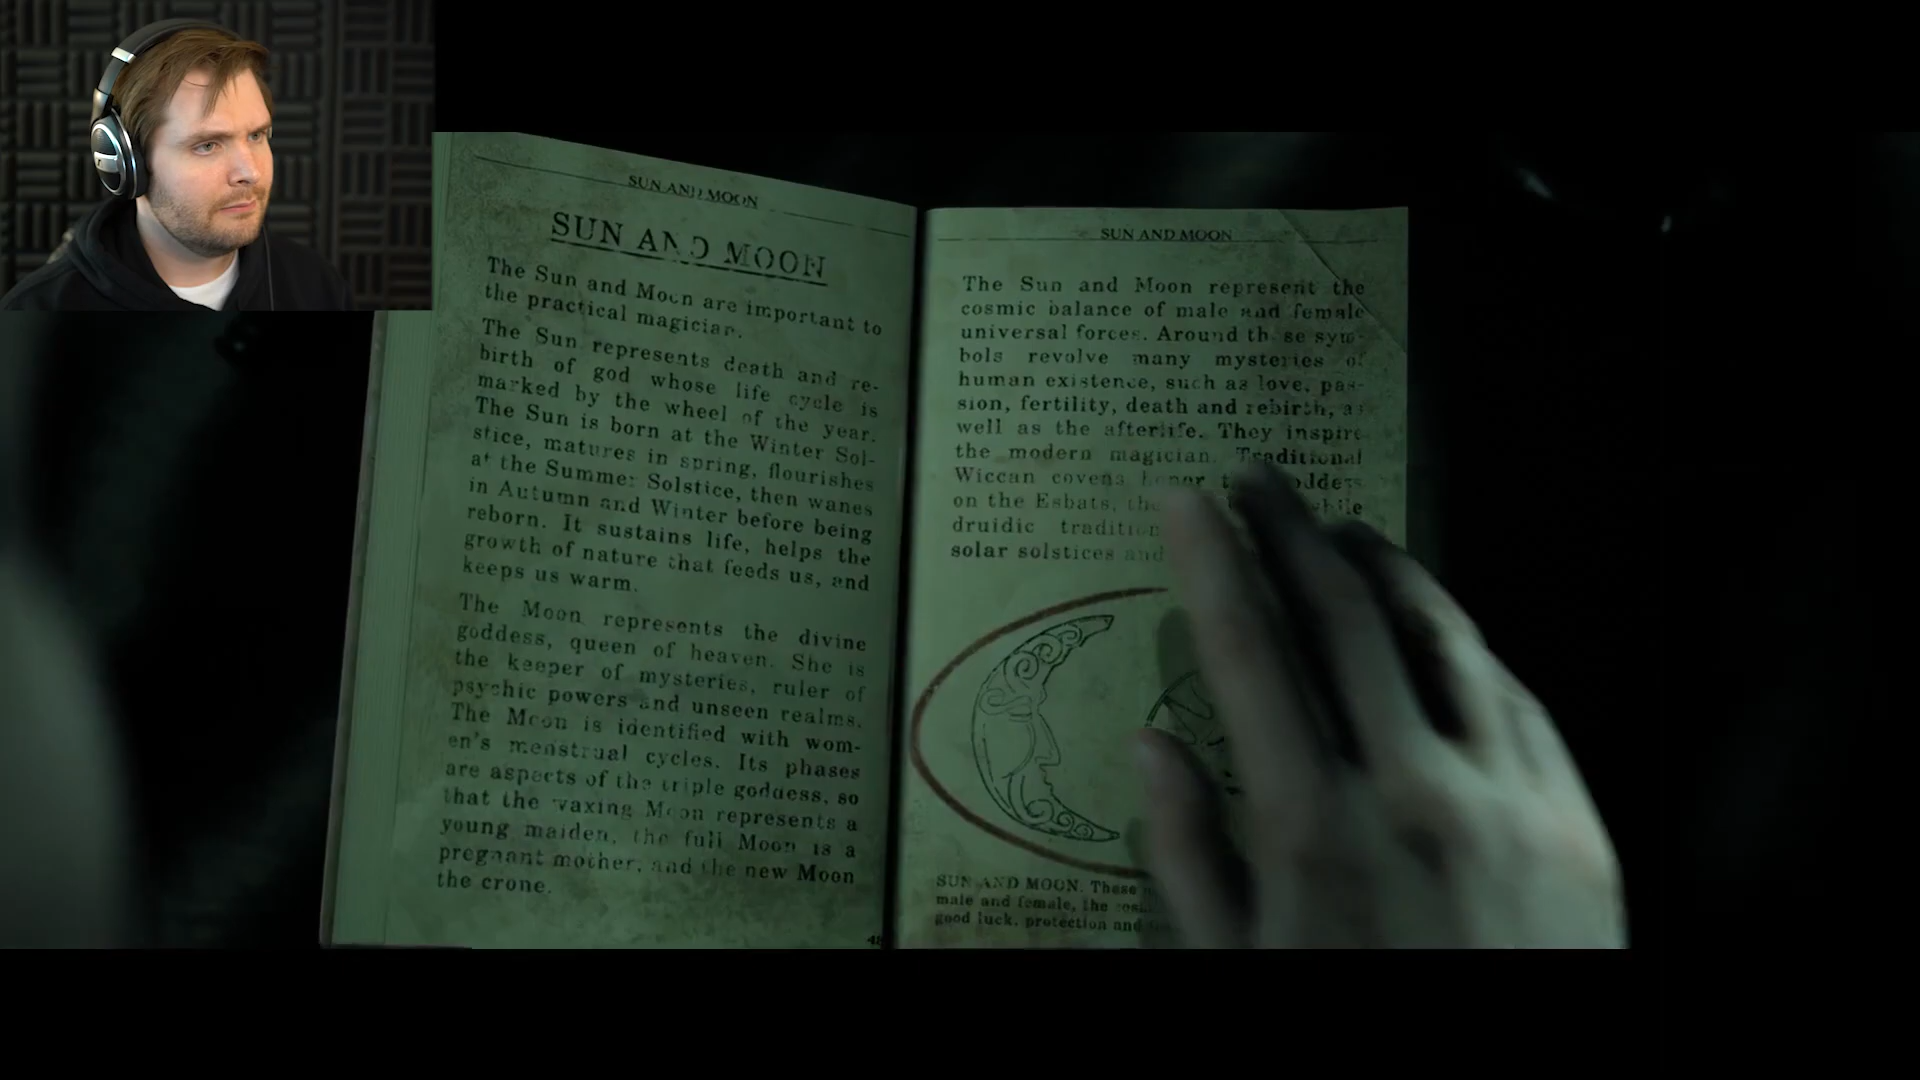 SUN AND MOON
SUN AND MOON
The Sun and Moon are important to
the practical magician.
The Sun represents death and re-
birth of god whose life cycle is
marked by the wheel of the year.
The Sun is born at the Winter Sol-
stice, matures in spring, flourishes
at the Summer Solstice, then wanes
in Autumn and Winter before being
reborn. It sustains life, helps the
growth of nature that feeds us, and
keeps us warm.
The Moon represents the divine
goddess, queen of heaven. She is
the keeper of mysteries, ruler of
psychic powers and unseen realms.
The Moon is identified with wom-
en's menstrual cycles. Its phases
are aspects of the triple goddess, so
that the waxing Moon represents a
young maiden, the full Moon is a
pregnant mother, and the new Moon
the crone.
SUN AND MOON
The Sun and Moon represent the
cosmic balance of male and female
universal forces. Around these sym-
bols revolve many mysteries of
human existence, such as love, pas-
sion, fertility, death and rebirth, as
well as the afterlife. They inspire
the modern magician. Traditional
Wiccan covens honor
on the Esbats, while
druidic
solar solstices and
SUN AND MOON. These
male and female, the
good luck, protection and